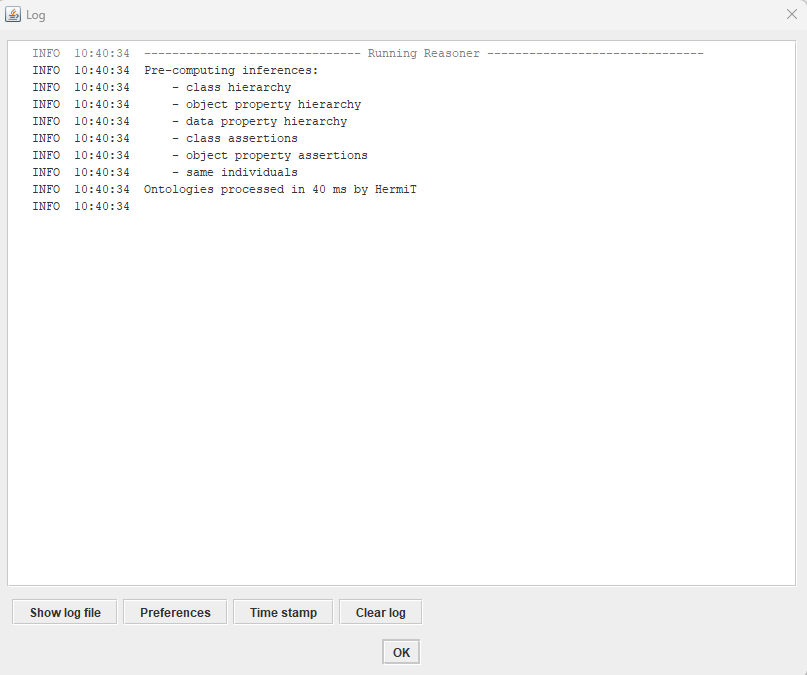 Log
INFO 10:40:34 ------------------------------- Running Reasoner -------------------------------
INFO 10:40:34 Pre-computing inferences:
INFO 10:40:34 - class hierarchy
INFO 10:40:34 - object property hierarchy
INFO 10:40:34 - data property hierarchy
INFO 10:40:34 - class assertions
INFO 10:40:34 - object property assertions
INFO 10:40:34 - same individuals
INFO 10:40:34 Ontologies processed in 40 ms by HermiT
INFO 10:40:34
Show log file Preferences Time stamp Clear log
OK